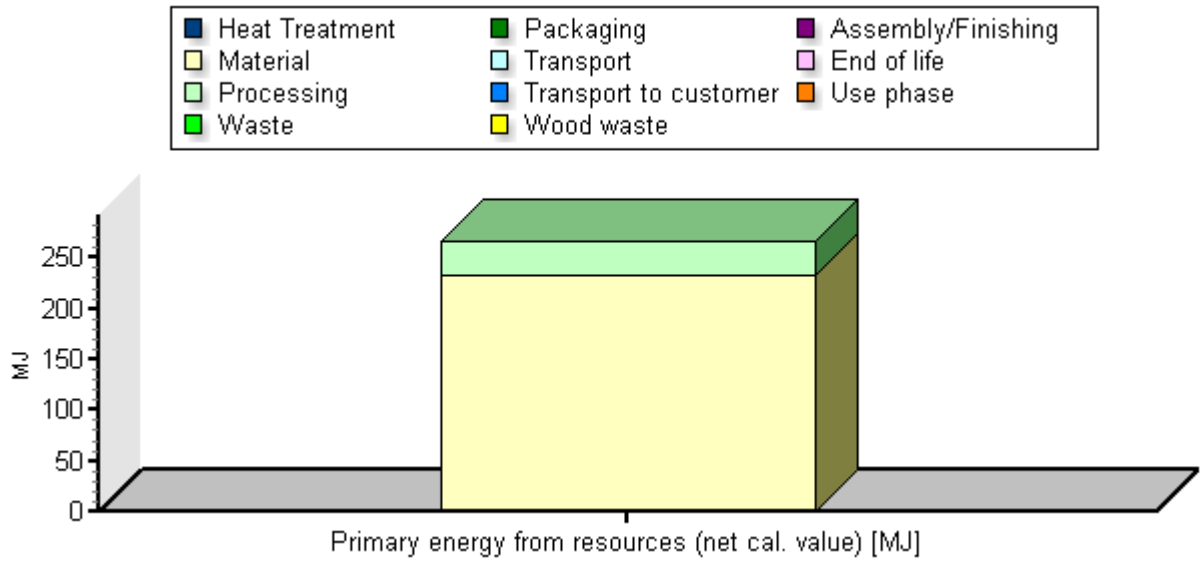 Heat Treatment Packaging Assembly/Finishing
Material Transport End of life
Processing Transport to customer Use phase
Waste Wood waste
250
200
150
100
50
0
MJ
Primary energy from resources (net cal. value) [MJ]